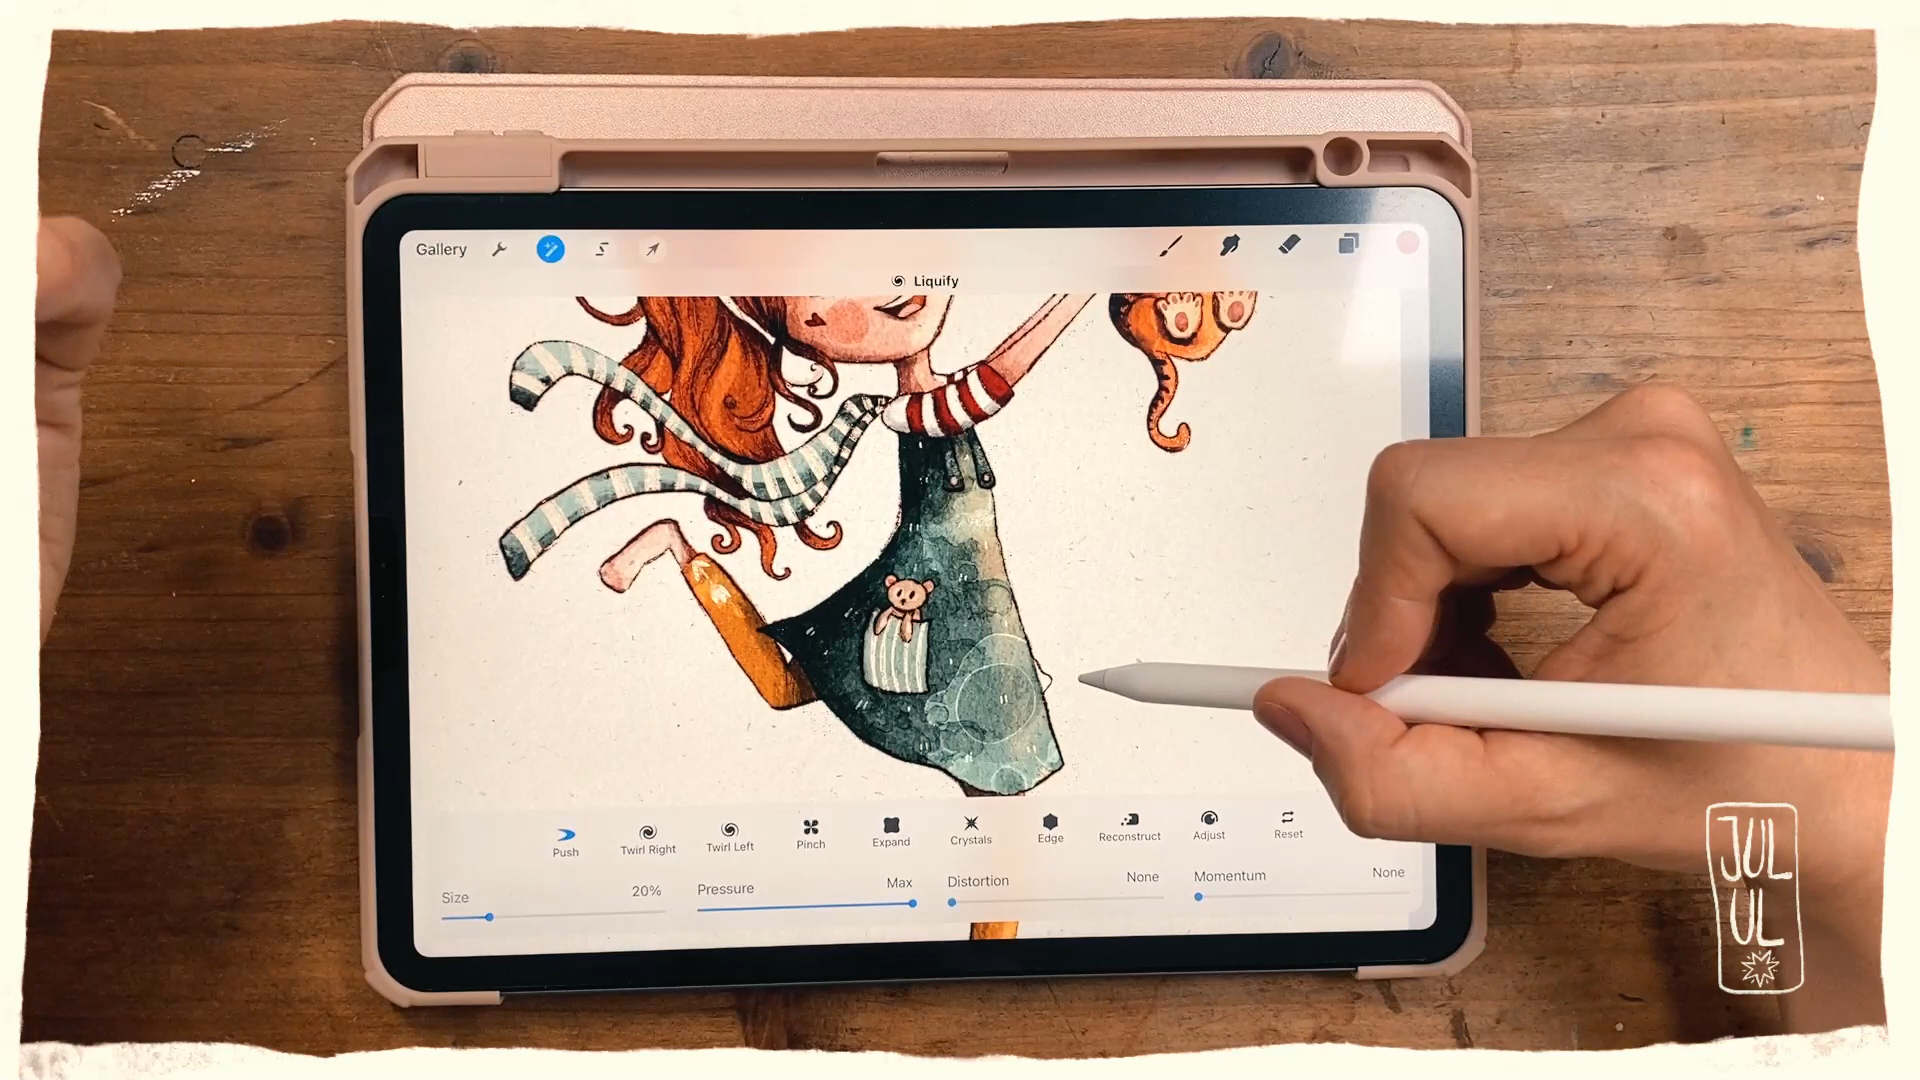 Gallery
Liquify
Push
Twirl Right
Twirl Left
Pinch
Expand
Crystals
Edge
Reconstruct
Adjust
Reset
Size
20%
Pressure
Max
Distortion
None
Momentum
None
JUL
UL